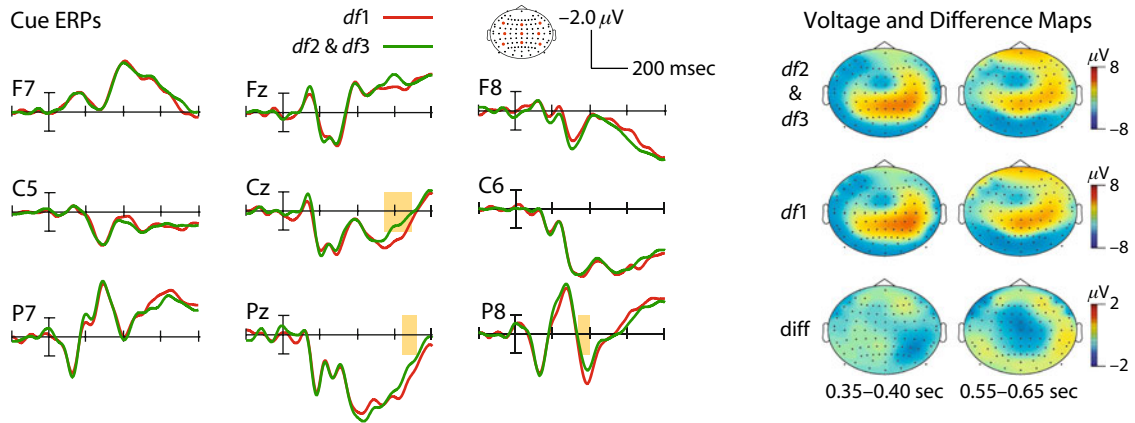 Cue ERPs
df1
df2 & df3
−2.0 μV
200 msec
F7
Fz
F8
C5
Cz
C6
P7
Pz
P8
Voltage and Difference Maps
df2
&
df3
μV
8
−8
df1
μV
8
−8
diff
μV
2
−2
0.35–0.40 sec
0.55–0.65 sec